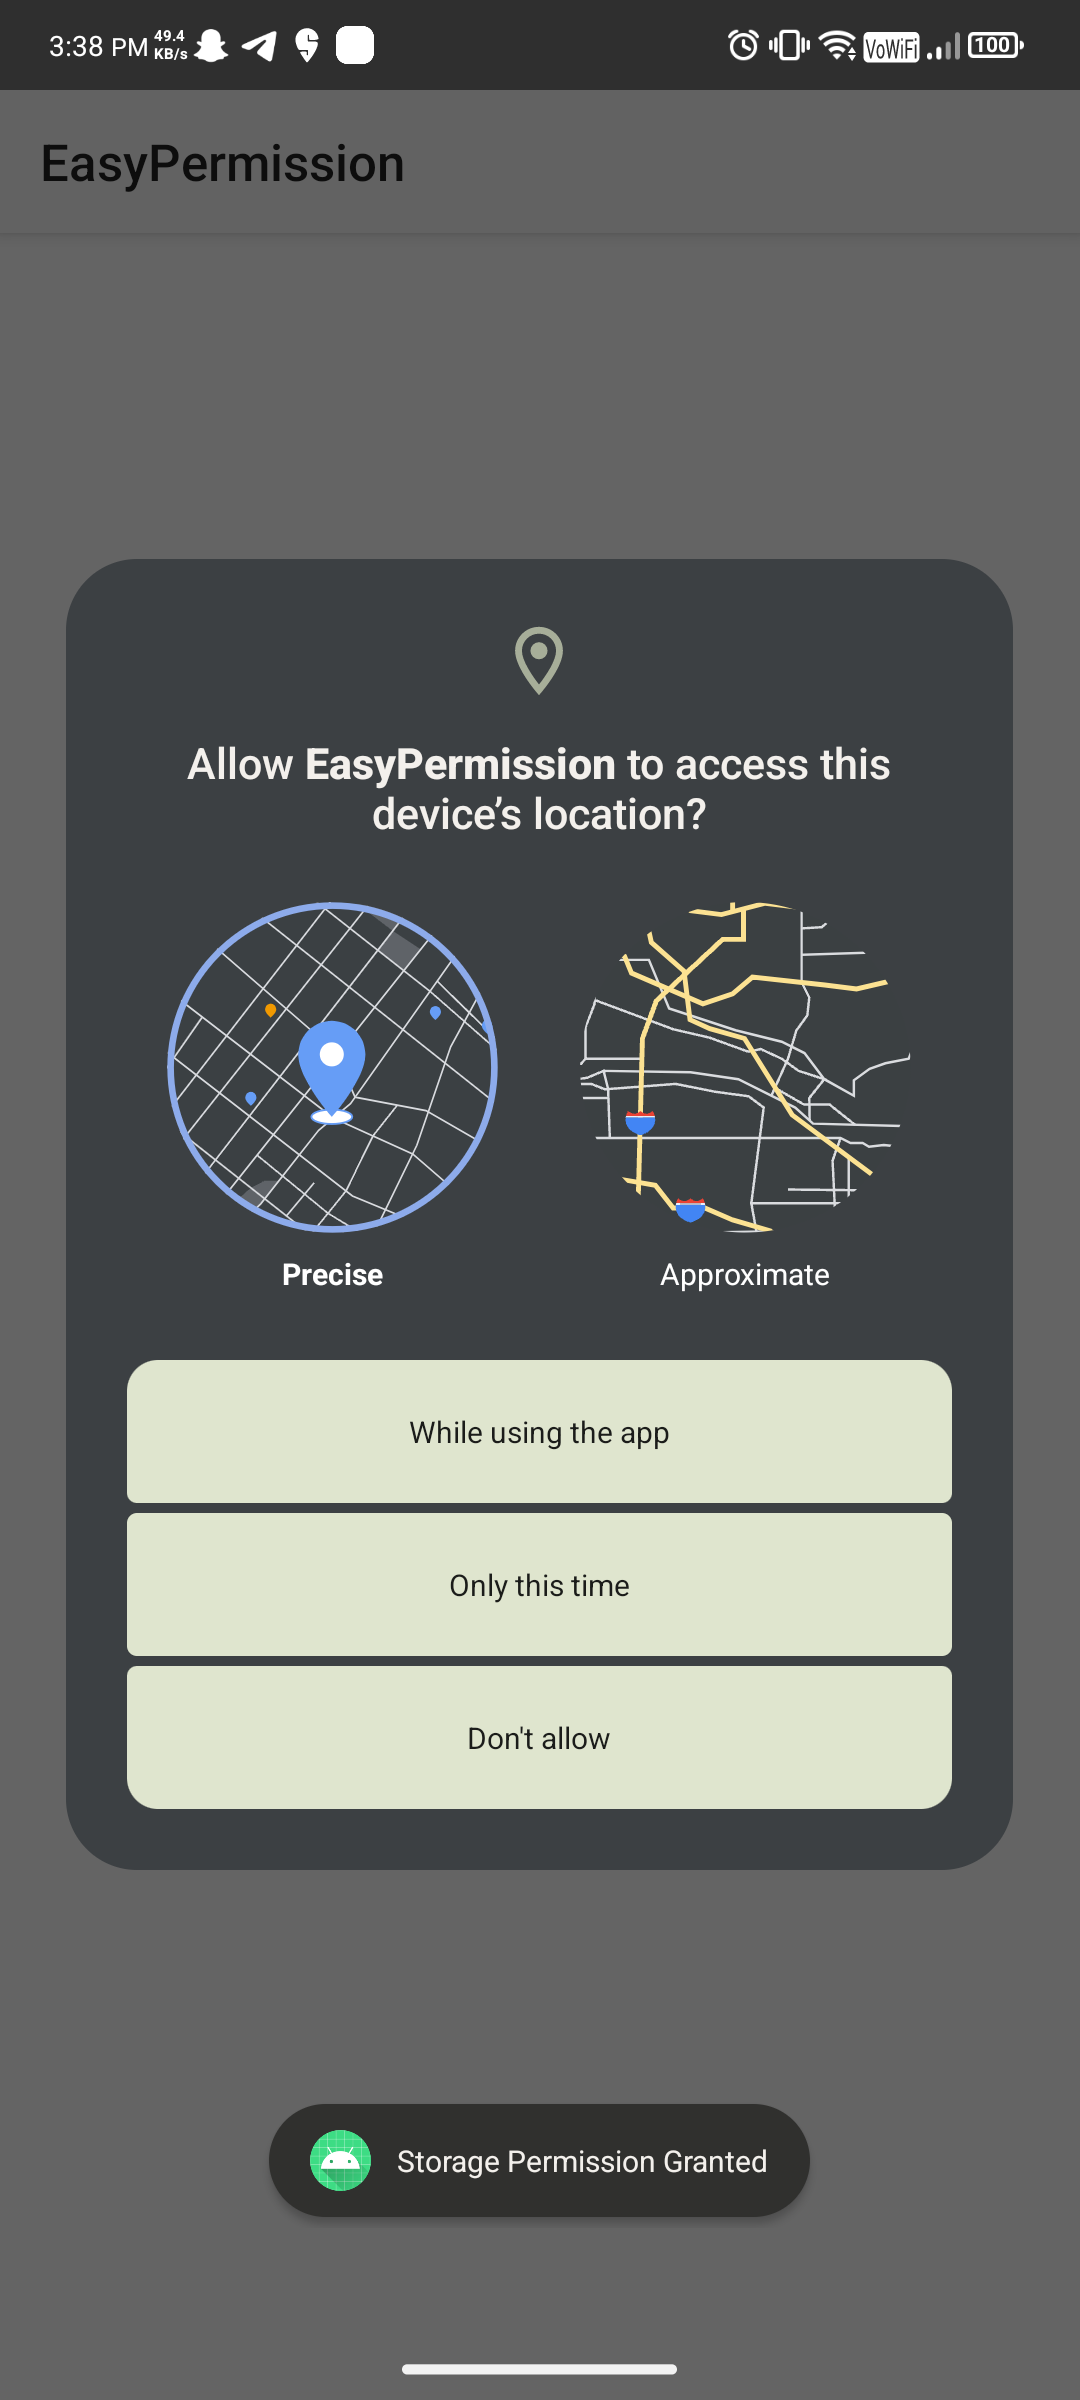 3:38 PM 49.4 KB/s VoWiFi 100
EasyPermission
Allow EasyPermission to access this
device’s location?
Precise Approximate
While using the app
Only this time
Don't allow
Storage Permission Granted